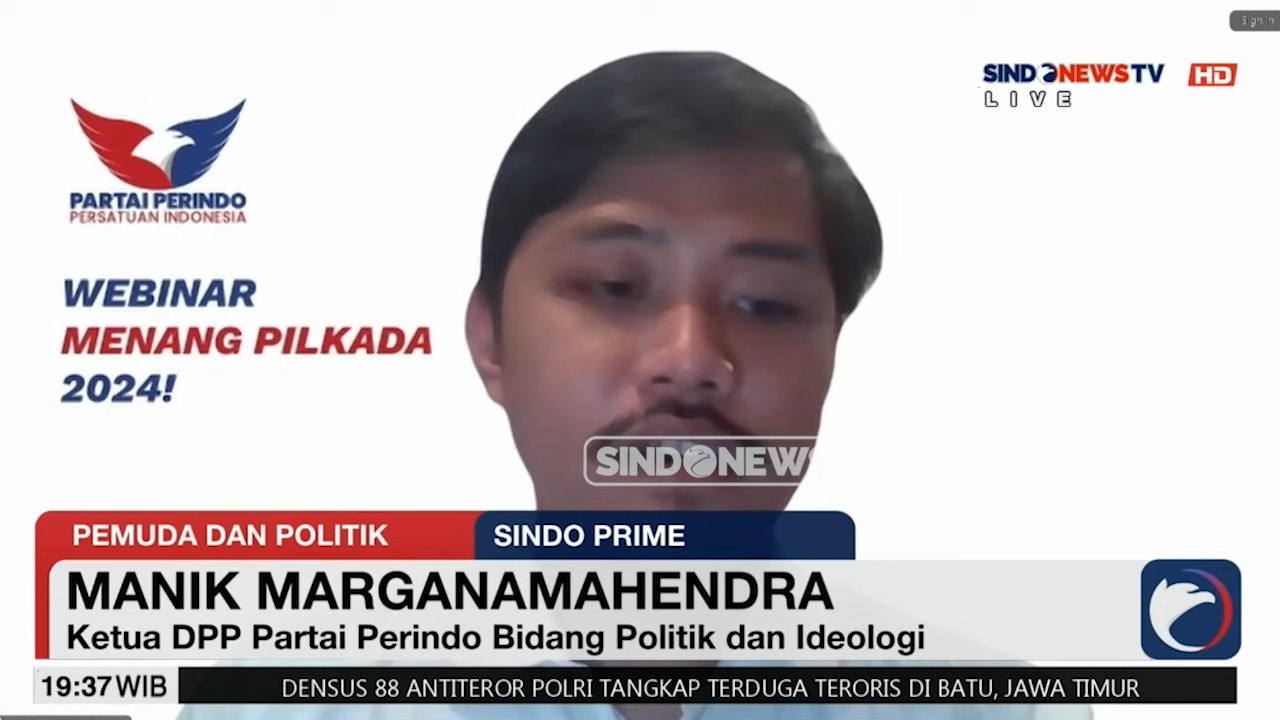 Sign in
SINDONEWS TV HD
LIVE
PARTAI PERINDO
PERSATUAN INDONESIA
WEBINAR
MENANG PILKADA
2024!
SINDONEWS
PEMUDA DAN POLITIK
SINDO PRIME
MANIK MARGANAMAHENDRA
Ketua DPP Partai Perindo Bidang Politik dan Ideologi
19:37 WIB
DENSUS 88 ANTITEROR POLRI TANGKAP TERDUGA TERORIS DI BATU, JAWA TIMUR